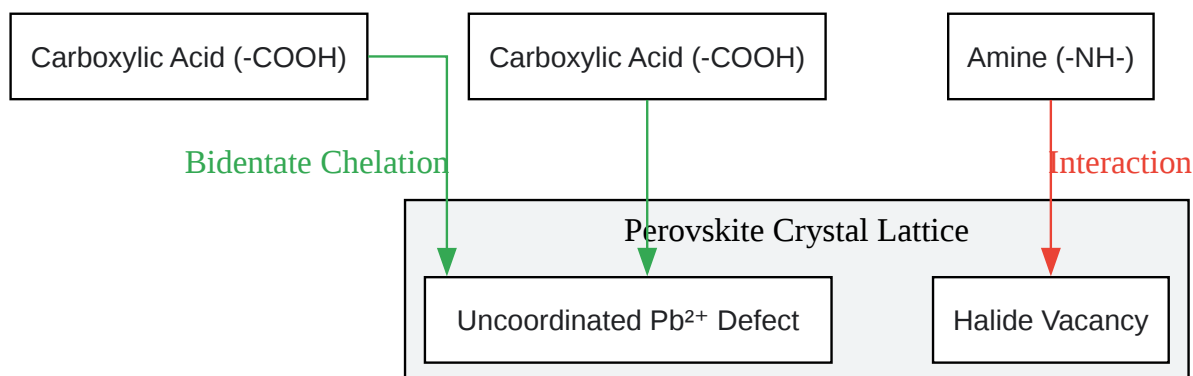 Carboxylic Acid (-COOH)
Carboxylic Acid (-COOH)
Amine (-NH-)
Bidentate Chelation
Interaction
Perovskite Crystal Lattice
Uncoordinated Pb²⁺ Defect
Halide Vacancy